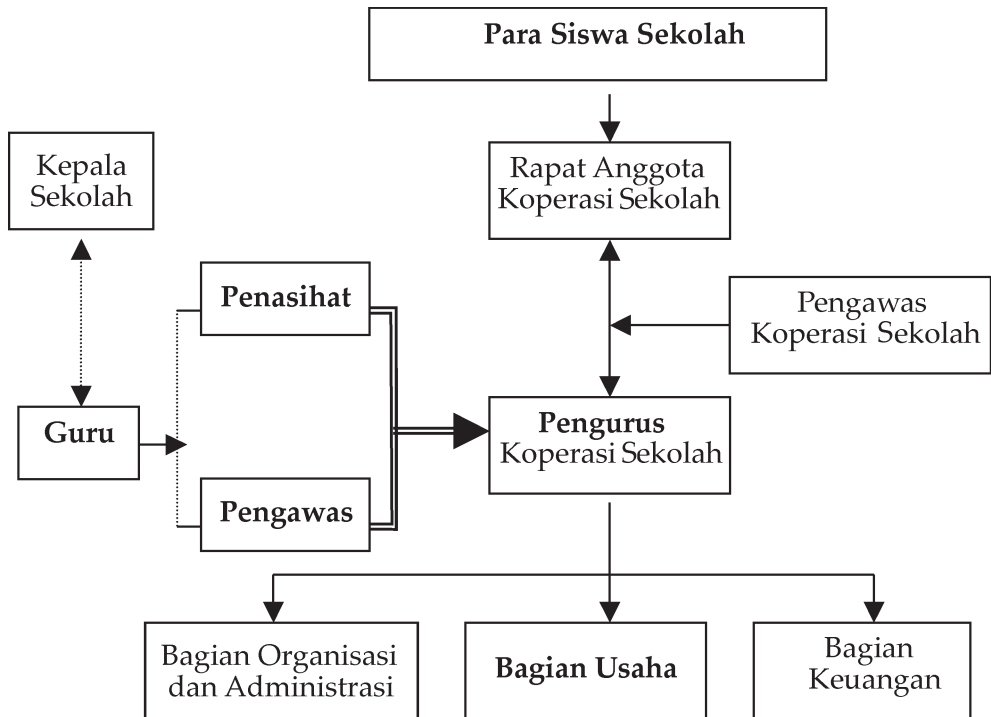 Para Siswa Sekolah
Kepala
Sekolah
Rapat Anggota
Koperasi Sekolah
Penasihat
Pengawas
Koperasi Sekolah
Guru
Pengurus
Koperasi Sekolah
Pengawas
Bagian Organisasi
dan Administrasi
Bagian Usaha
Bagian
Keuangan